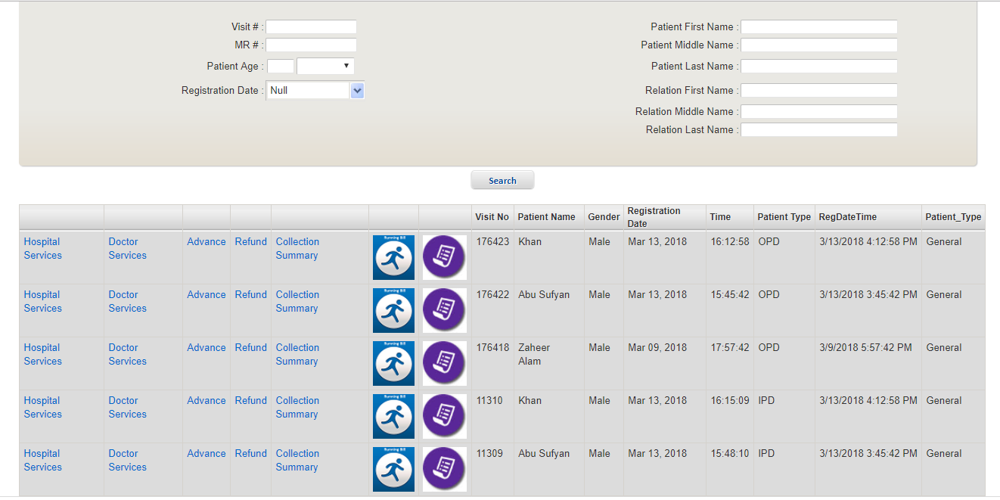 Visit # :
Patient First Name :
MR # :
Patient Middle Name :
Patient Age :
Patient Last Name :
Registration Date : Null
Relation First Name :
Relation Middle Name :
Relation Last Name :
Search
Visit No Patient Name Gender Registration Date Time Patient Type RegDateTime Patient_Type
Hospital Services Doctor Services Advance Refund Collection Summary Running Bill 176423 Khan Male Mar 13, 2018 16:12:58 OPD 3/13/2018 4:12:58 PM General
Hospital Services Doctor Services Advance Refund Collection Summary Running Bill 176422 Abu Sufyan Male Mar 13, 2018 15:45:42 OPD 3/13/2018 3:45:42 PM General
Hospital Services Doctor Services Advance Refund Collection Summary Running Bill 176418 Zaheer Alam Male Mar 09, 2018 17:57:42 OPD 3/9/2018 5:57:42 PM General
Hospital Services Doctor Services Advance Refund Collection Summary Running Bill 11310 Khan Male Mar 13, 2018 16:15:09 IPD 3/13/2018 4:12:58 PM General
Hospital Services Doctor Services Advance Refund Collection Summary Running Bill 11309 Abu Sufyan Male Mar 13, 2018 15:48:10 IPD 3/13/2018 3:45:42 PM General